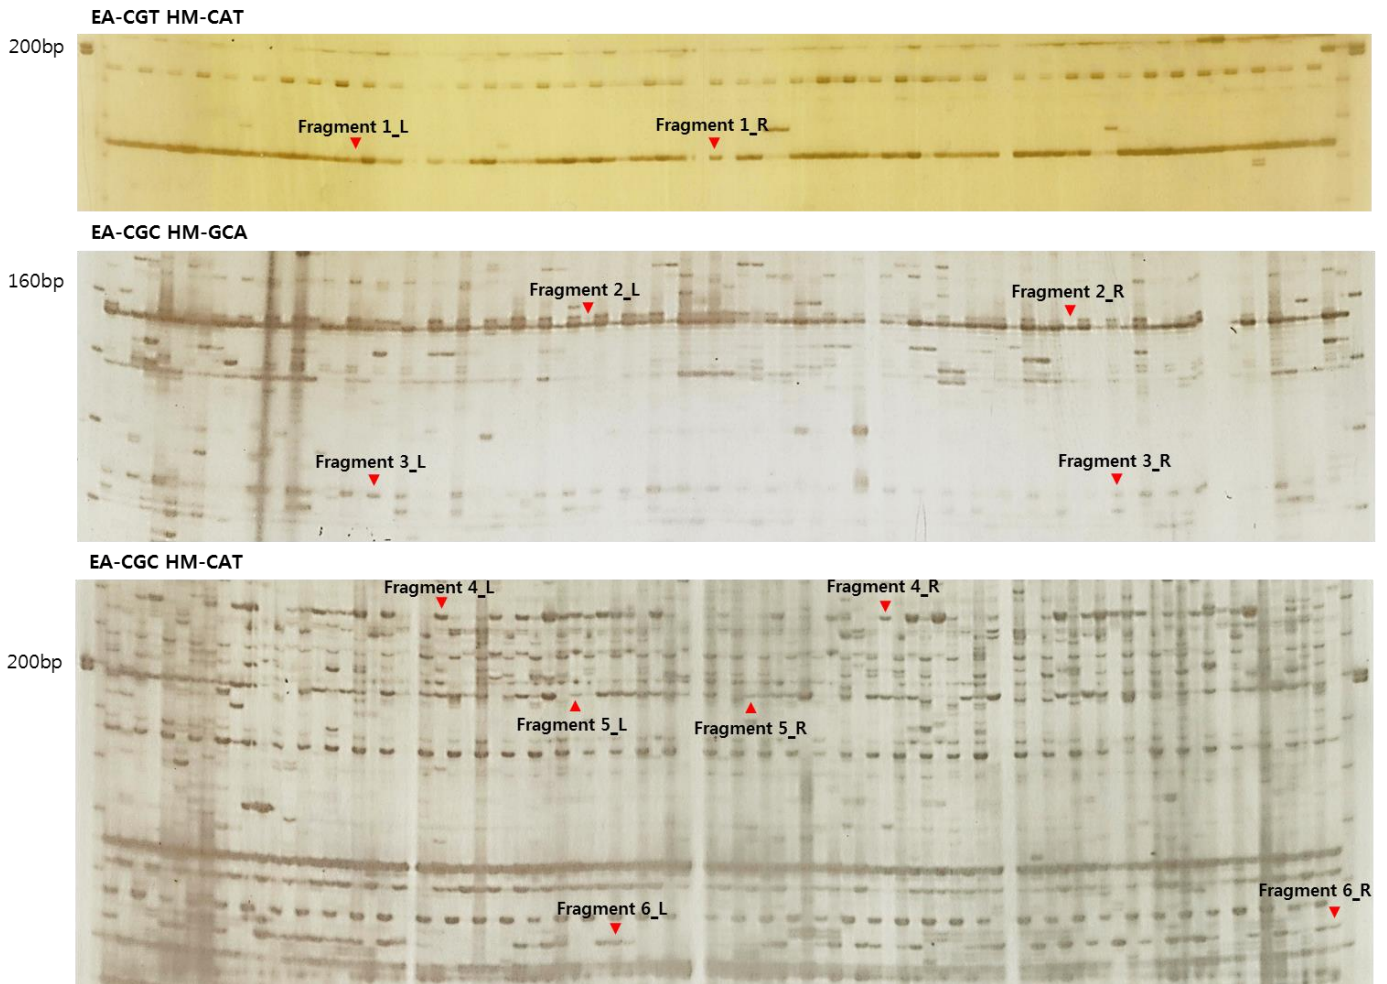 EA-CGT HM-CAT
200bp
Fragment 1_L
Fragment 1_R
EA-CGC HM-GCA
160bp
Fragment 2_L
Fragment 2_R
Fragment 3_L
Fragment 3_R
EA-CGC HM-CAT
Fragment 4_L
Fragment 4_R
200bp
Fragment 5_L
Fragment 5_R
Fragment 6_L
Fragment 6_R